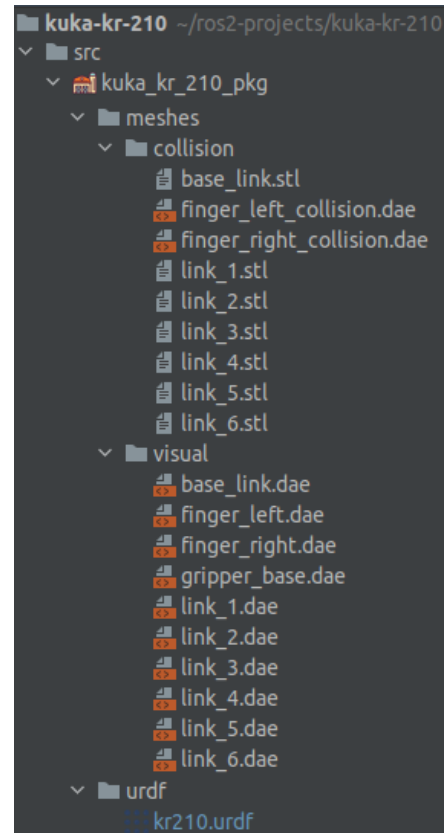 kuka-kr-210 ~/ros2-projects/kuka-kr-210
src
kuka_kr_210_pkg
meshes
collision
base_link.stl
finger_left_collision.dae
finger_right_collision.dae
link_1.stl
link_2.stl
link_3.stl
link_4.stl
link_5.stl
link_6.stl
visual
base_link.dae
finger_left.dae
finger_right.dae
gripper_base.dae
link_1.dae
link_2.dae
link_3.dae
link_4.dae
link_5.dae
link_6.dae
urdf
kr210.urdf